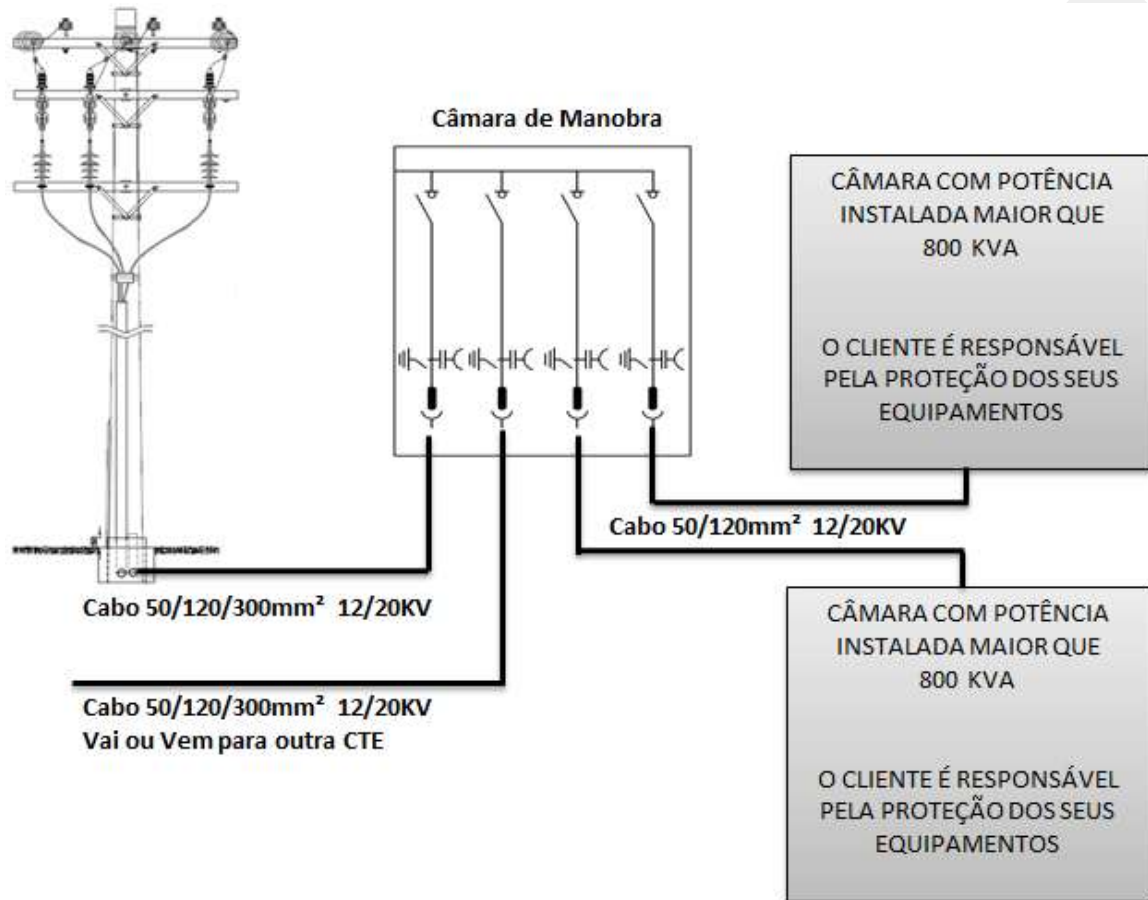 Câmara de Manobra
CÂMARA COM POTÊNCIA
INSTALADA MAIOR QUE
800 KVA
O CLIENTE É RESPONSÁVEL
PELA PROTEÇÃO DOS SEUS
EQUIPAMENTOS
Cabo 50/120mm² 12/20KV
Cabo 50/120/300mm² 12/20KV
Cabo 50/120/300mm² 12/20KV
Vai ou Vem para outra CTE
CÂMARA COM POTÊNCIA
INSTALADA MAIOR QUE
800 KVA
O CLIENTE É RESPONSÁVEL
PELA PROTEÇÃO DOS SEUS
EQUIPAMENTOS